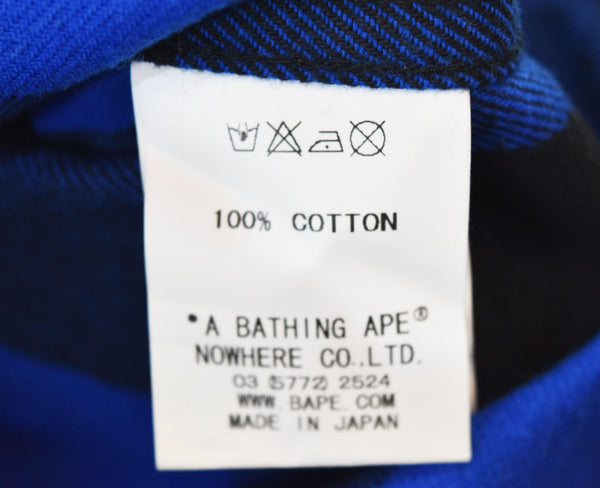 100% COTTON
*A BATHING APE®
NOWHERE CO.,LTD.
03 (5772) 2524
WWW.BAPE.COM
MADE IN JAPAN